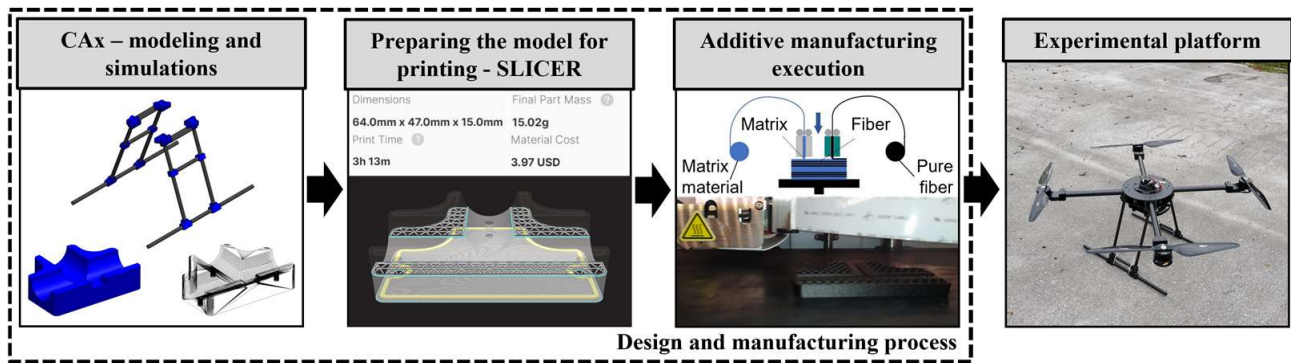 CAx – modeling and
simulations
Preparing the model for
printing - SLICER
Dimensions
Final Part Mass ?
64.0mm x 47.0mm x 15.0mm
15.02g
Print Time ?
Material Cost
3h 13m
3.97 USD
Additive manufacturing
execution
Matrix
Fiber
Matrix
material
Pure
fiber
Experimental platform
Design and manufacturing process